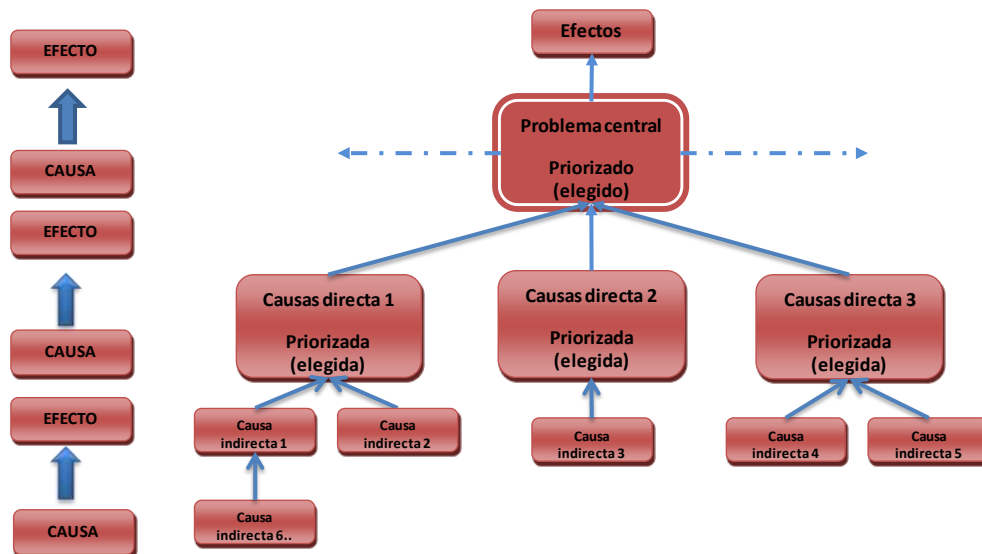 EFECTO
CAUSA
EFECTO
CAUSA
EFECTO
CAUSA
Efectos
Problema central
Priorizado
(elegido)
Causas directa 1
Priorizada
(elegida)
Causas directa 2
Priorizada
(elegida)
Causas directa 3
Priorizada
(elegida)
Causa
indirecta 1
Causa
indirecta 2
Causa
indirecta 3
Causa
indirecta 4
Causa
indirecta 5
Causa
indirecta 6..